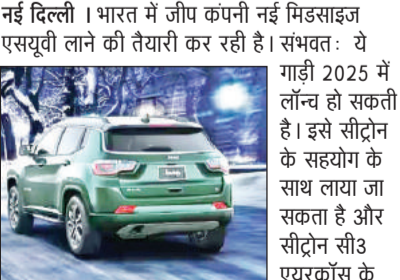 नई दिल्ली । भारत में जीप कंपनी नई मिडसाइज
एसयूवी लाने की तैयारी कर रही है। संभवतः ये
गाड़ी 2025 में
लॉन्च हो सकती
है। इसे सीट्रोन
के सहयोग के
साथ लाया जा
सकता है और
सीट्रोन सी3
एयरक्रॉस के